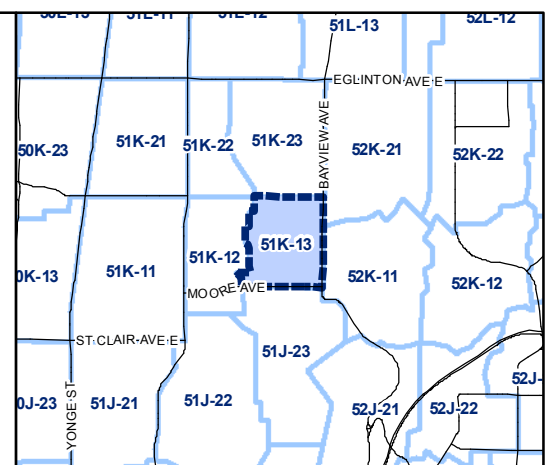 51L-13
52L-12
EGLINTON AVE E
50K-23
51K-21
51K-22
51K-23
BAYVIEW AVE
52K-21
52K-22
0K-13
51K-11
51K-12
51K-13
52K-11
52K-12
MOORE AVE
ST CLAIR AVE E
51J-23
YONGE ST
0J-23
51J-21
51J-22
52J-21
52J-22
52J-